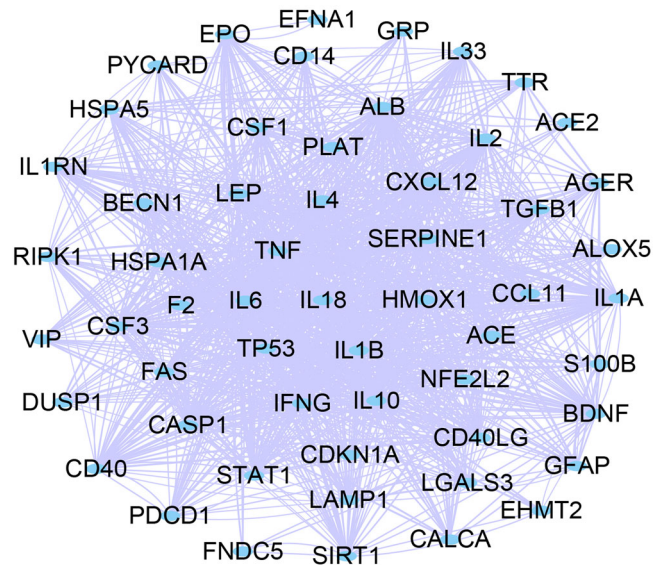 EFNA1
EPO
GRP
CD14
IL33
PYCARD
TTR
HSPA5
ALB
ACE2
CSF1
PLAT
IL2
IL1RN
CXCL12
AGER
BECN1
LEP
IL4
TGFB1
TNF
SERPINE1
RIPK1
HSPA1A
ALOX5
F2
IL6
IL18
HMOX1
CCL11
IL1A
VIP
CSF3
TP53
IL1B
ACE
FAS
NFE2L2
S100B
DUSP1
IFNG
IL10
BDNF
CASP1
CD40LG
CD40
STAT1
CDKN1A
GFAP
LAMP1
LGALS3
PDCD1
EHMT2
FNDC5
SIRT1
CALCA